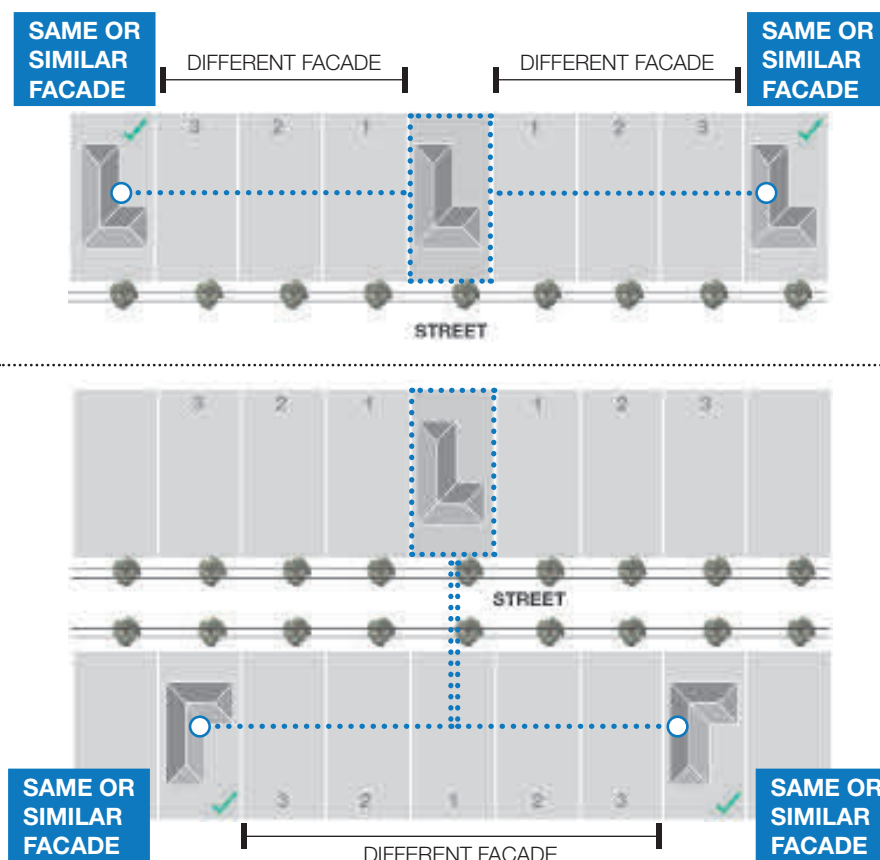 SAME OR
SIMILAR
FACADE
DIFFERENT FACADE
DIFFERENT FACADE
SAME OR
SIMILAR
FACADE
3 2 1 1 2 3
STREET
3 2 1 1 2 3
STREET
3 2 1 2 3
SAME OR
SIMILAR
FACADE
DIFFERENT FACADE
SAME OR
SIMILAR
FACADE